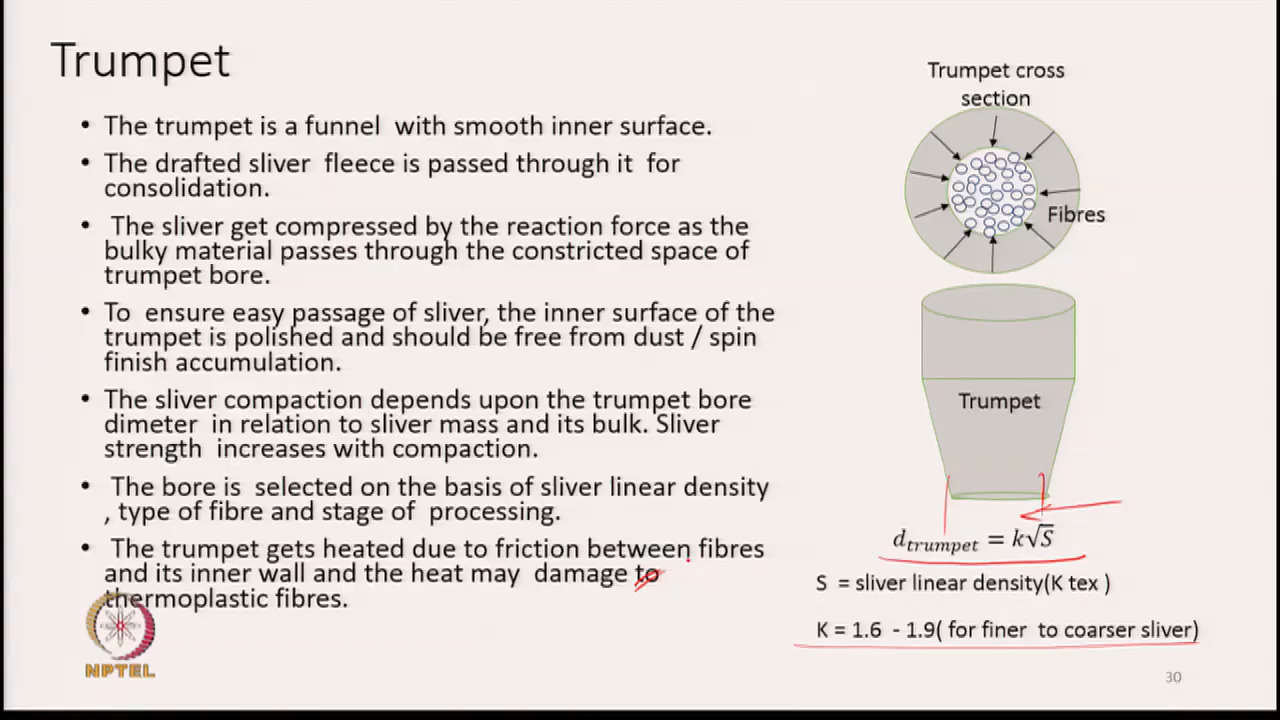 Trumpet
• The trumpet is a funnel with smooth inner surface.
• The drafted sliver fleece is passed through it for
consolidation.
• The sliver get compressed by the reaction force as the
bulky material passes through the constricted space of
trumpet bore.
• To ensure easy passage of sliver, the inner surface of the
trumpet is polished and should be free from dust / spin
finish accumulation.
• The sliver compaction depends upon the trumpet bore
dimeter in relation to sliver mass and its bulk. Sliver
strength increases with compaction.
• The bore is selected on the basis of sliver linear density
, type of fibre and stage of processing.
• The trumpet gets heated due to friction between fibres
and its inner wall and the heat may damage to
thermoplastic fibres.
NPTEL
Trumpet cross
section
Fibres
Trumpet
d_trumpet = k√S
S = sliver linear density(K tex )
K = 1.6 - 1.9( for finer to coarser sliver)
30